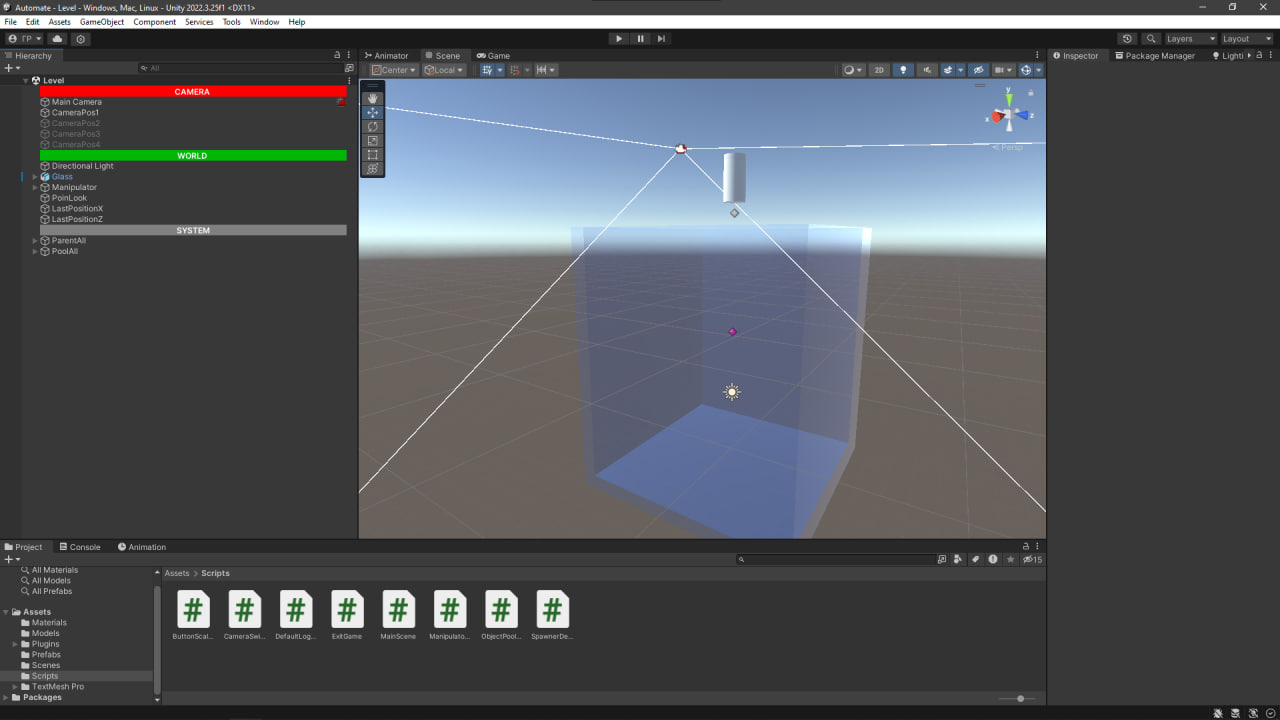 Automate - Level - Windows, Mac, Linux - Unity 2022.3.25f1 <DX11>
File Edit Assets GameObject Component Services Tools Window Help
ГР Layers Layout
Hierarchy
All
Level
CAMERA
Main Camera
CameraPos1
CameraPos2
CameraPos3
CameraPos4
WORLD
Directional Light
Glass
Manipulator
PoinLook
LastPositionX
LastPositionZ
SYSTEM
ParentAll
PoolAll
Animator Scene Game
Center Local 2D
y
x z
< Persp
Inspector Package Manager Lighti
Project Console Animation
15
All Materials
All Models
All Prefabs
Assets
Materials
Models
Plugins
Prefabs
Scenes
Scripts
TextMesh Pro
Packages
Assets > Scripts
# # # # # # # #
ButtonScal... CameraSwi... DefaultLog... ExitGame MainScene Manipulato... ObjectPool... SpawnerDe...